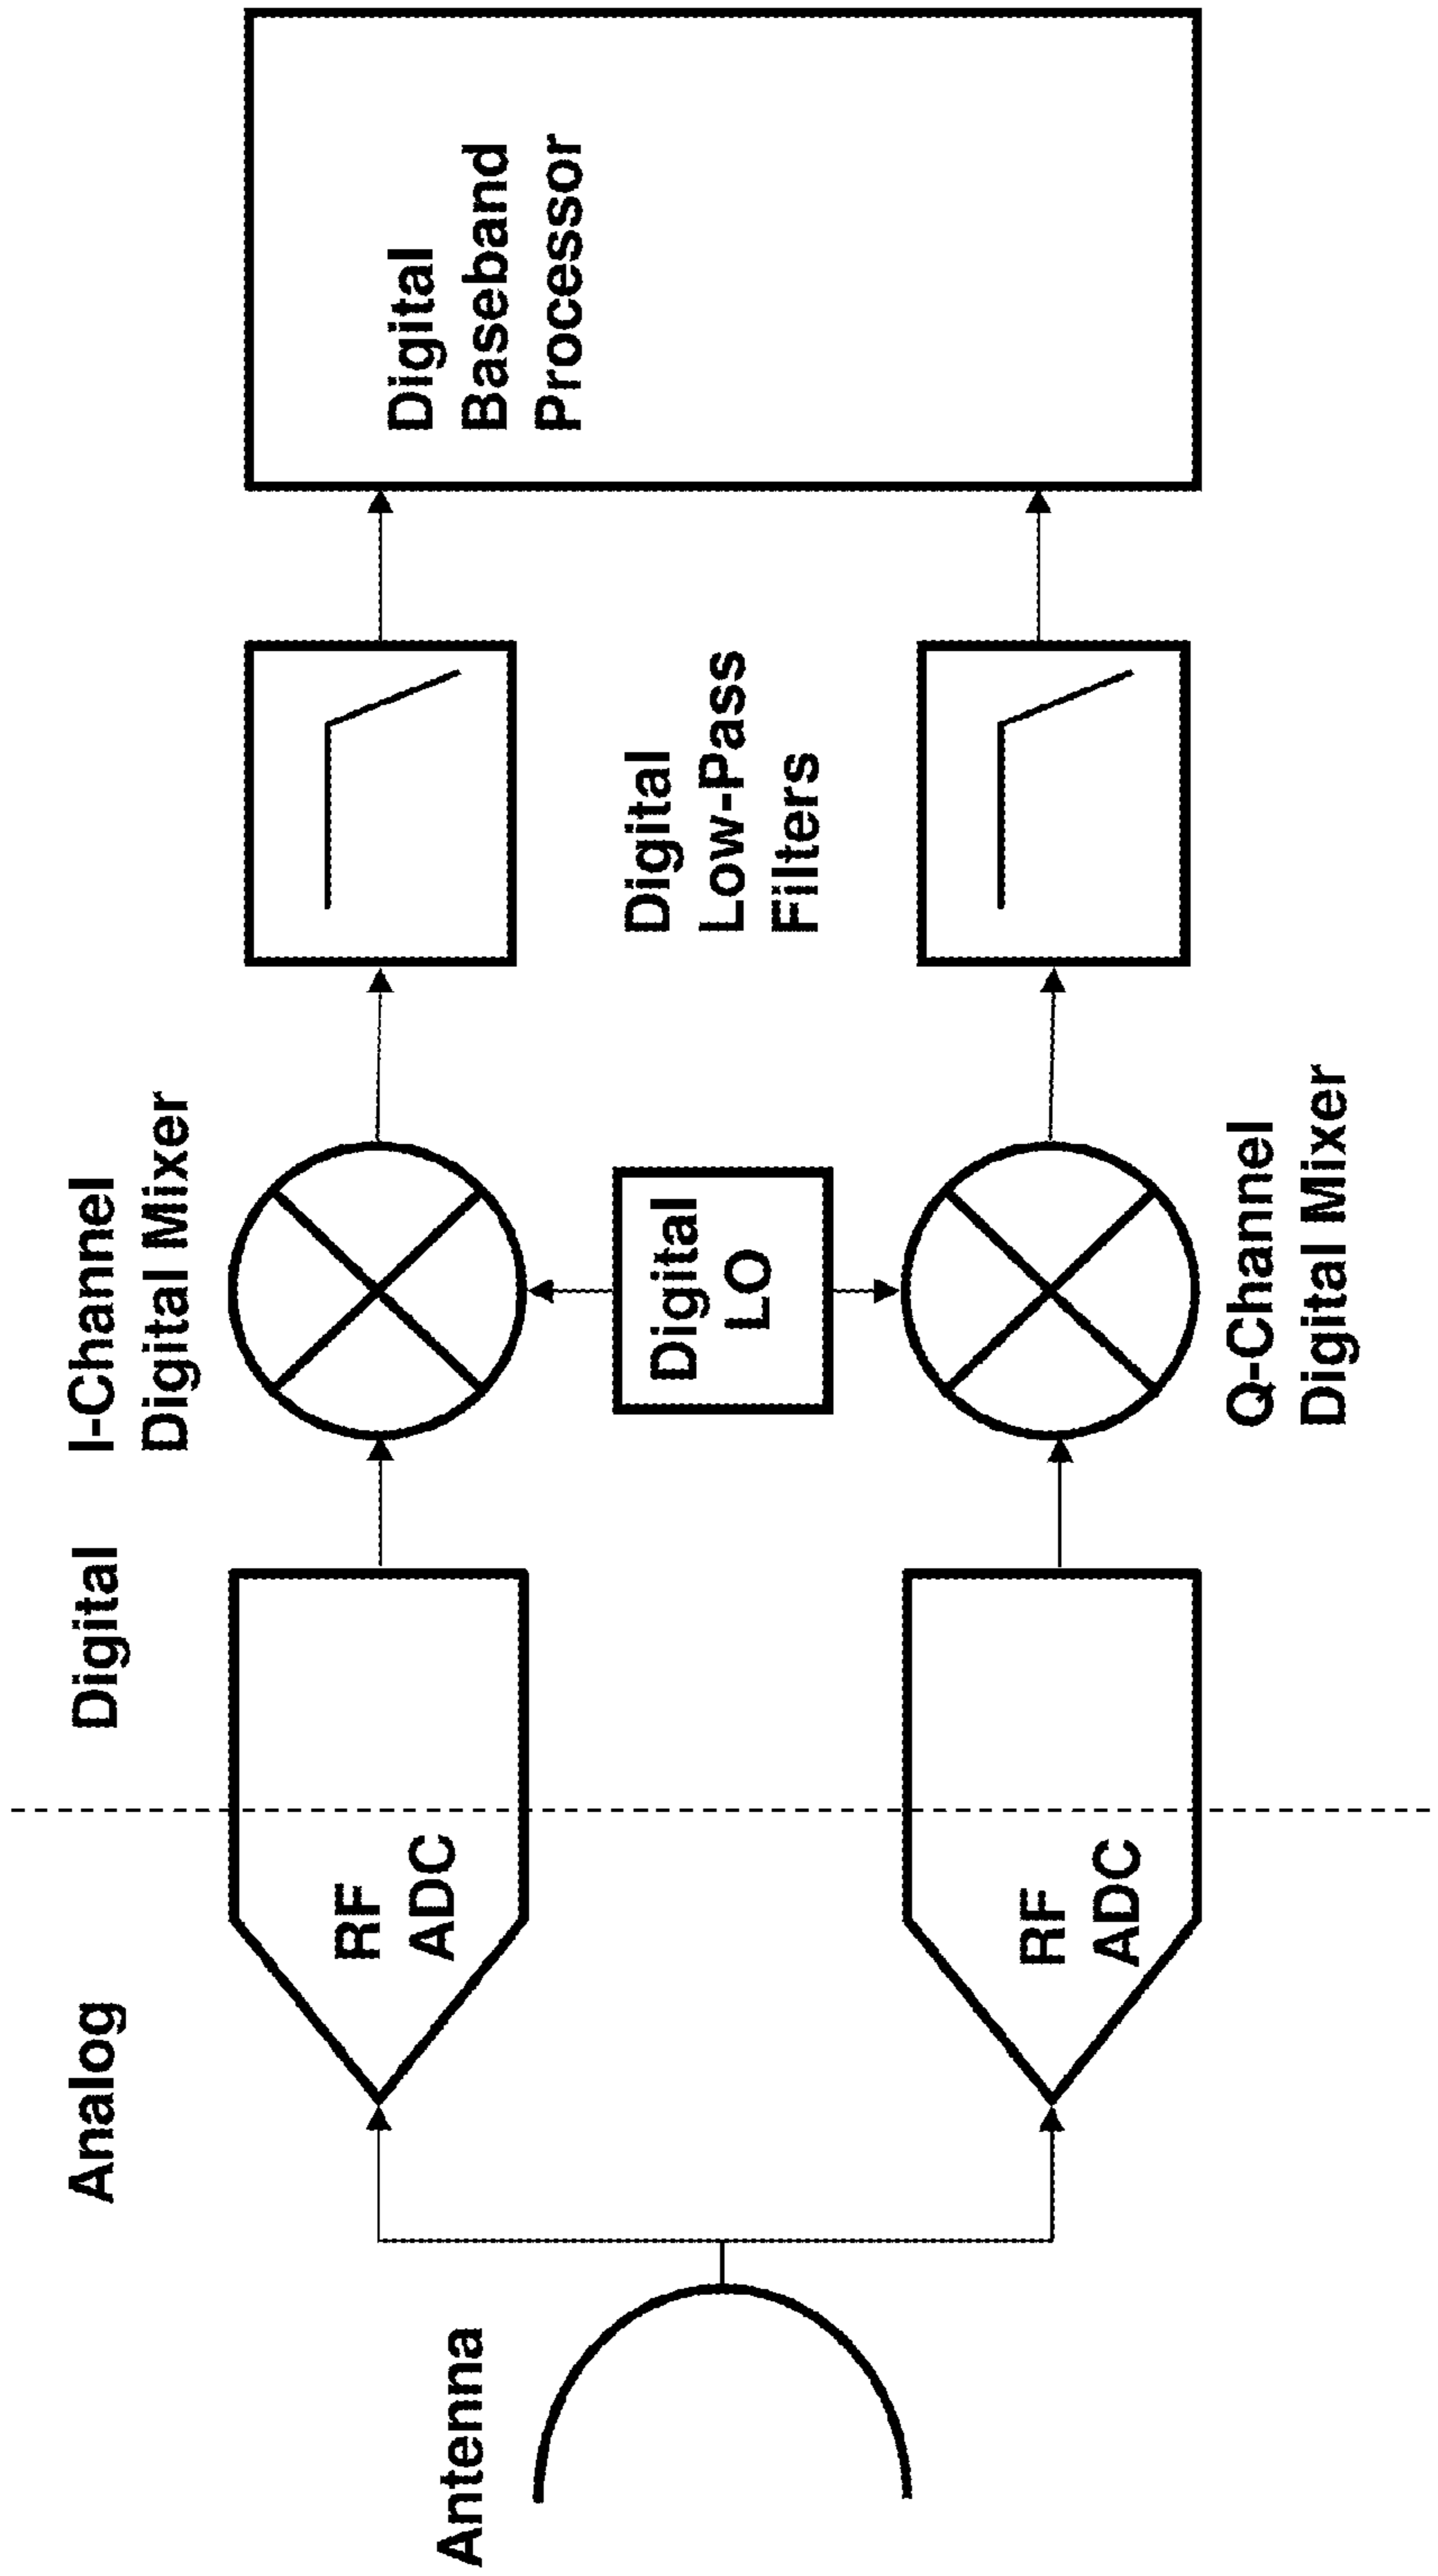 Antenna
Analog
Digital
RF
ADC
RF
ADC
I-Channel
Digital Mixer
Digital
LO
Q-Channel
Digital Mixer
Digital
Low-Pass
Filters
Digital
Baseband
Processor